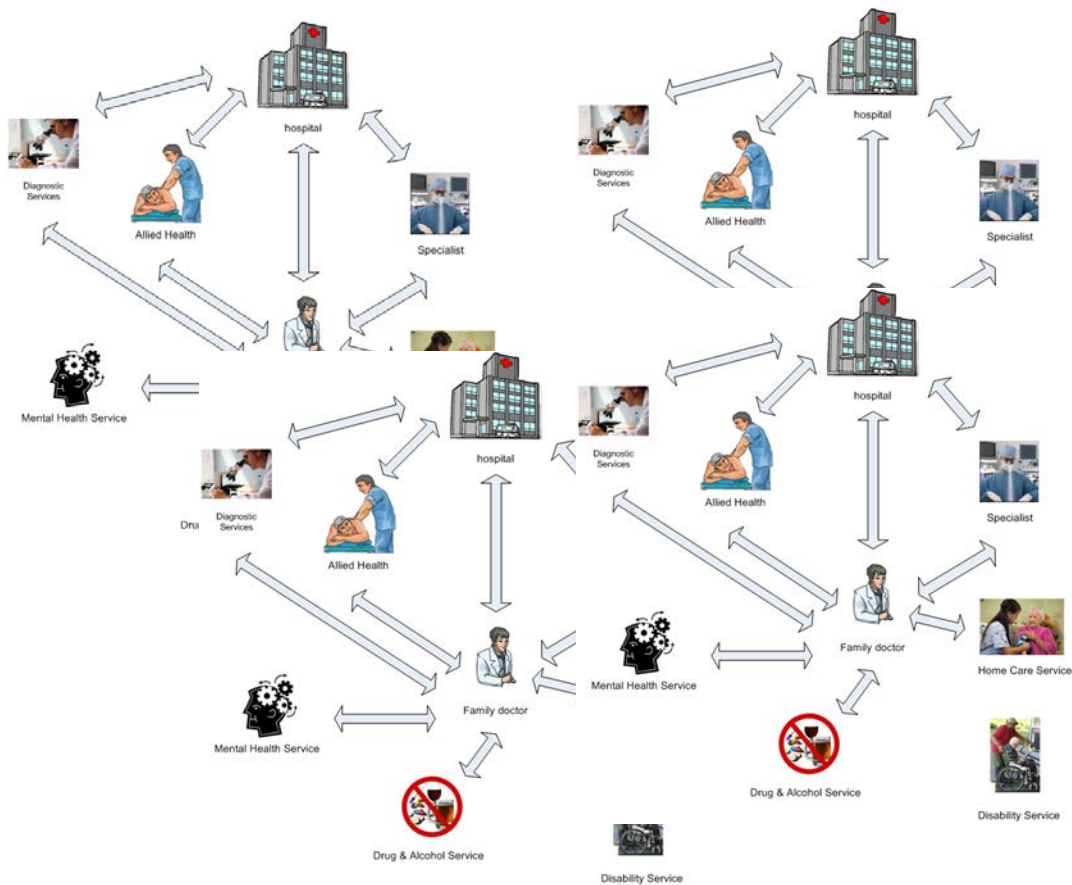 hospital
hospital
Diagnostic
Services
Diagnostic
Services
Allied Health
Allied Health
Specialist
Specialist
Mental Health Service
hospital
hospital
Diagnostic
Services
Diagnostic
Services
Allied Health
Allied Health
Specialist
Family doctor
Home Care Service
Mental Health Service
Family doctor
Mental Health Service
Drug & Alcohol Service
Disability Service
Drug & Alcohol Service
Disability Service